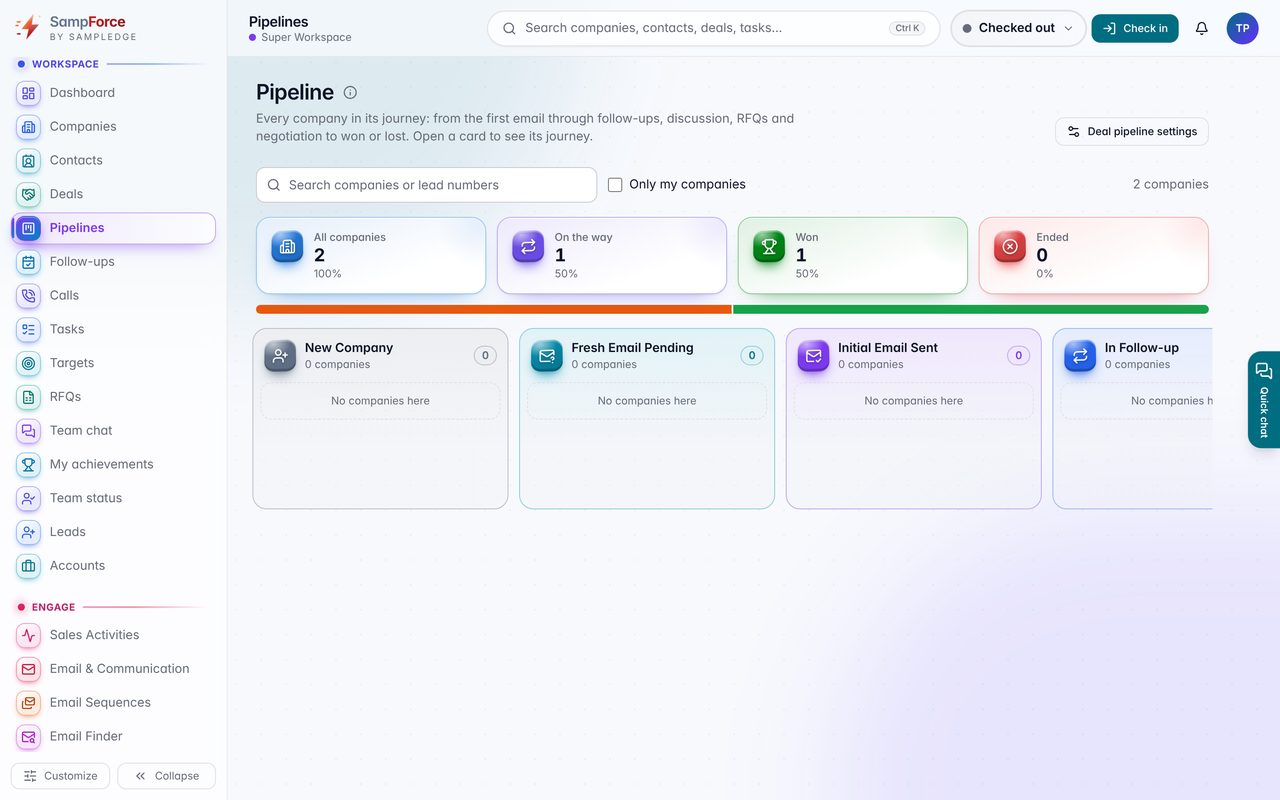 SampForce
BY SAMPLEDGE
WORKSPACE
Dashboard
Companies
Contacts
Deals
Pipelines
Follow-ups
Calls
Tasks
Targets
RFQs
Team chat
My achievements
Team status
Leads
Accounts
ENGAGE
Sales Activities
Email & Communication
Email Sequences
Email Finder
Customize
Collapse
Pipelines
Super Workspace
Search companies, contacts, deals, tasks...
Ctrl K
Checked out
Check in
TP
Pipeline
Every company in its journey: from the first email through follow-ups, discussion, RFQs and
negotiation to won or lost. Open a card to see its journey.
Deal pipeline settings
Search companies or lead numbers
Only my companies
2 companies
All companies
2
100%
On the way
1
50%
Won
1
50%
Ended
0
0%
New Company
0 companies
0
No companies here
Fresh Email Pending
0 companies
0
No companies here
Initial Email Sent
0 companies
0
No companies here
In Follow-up
0 companies
No companies h
Quick chat